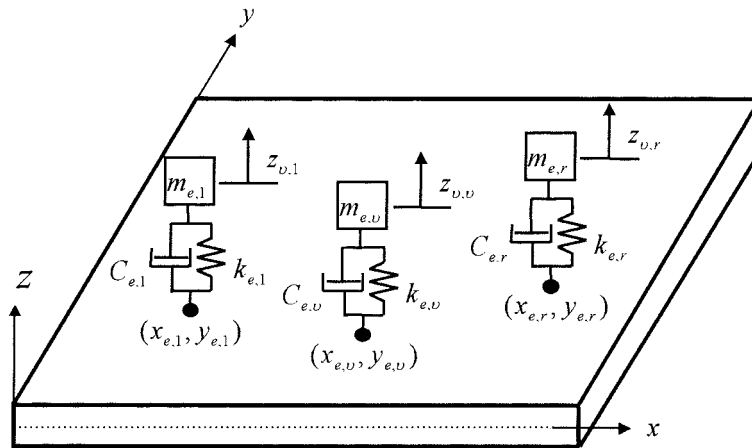 y
z_{υ,r}
m_{e,r}
z_{υ,1}
m_{e,1}
z_{υ,υ}
m_{e,υ}
C_{e,r}
k_{e,r}
C_{e,1}
k_{e,1}
C_{e,υ}
k_{e,υ}
z
(x_{e,r}, y_{e,r})
(x_{e,1}, y_{e,1})
(x_{e,υ}, y_{e,υ})
x